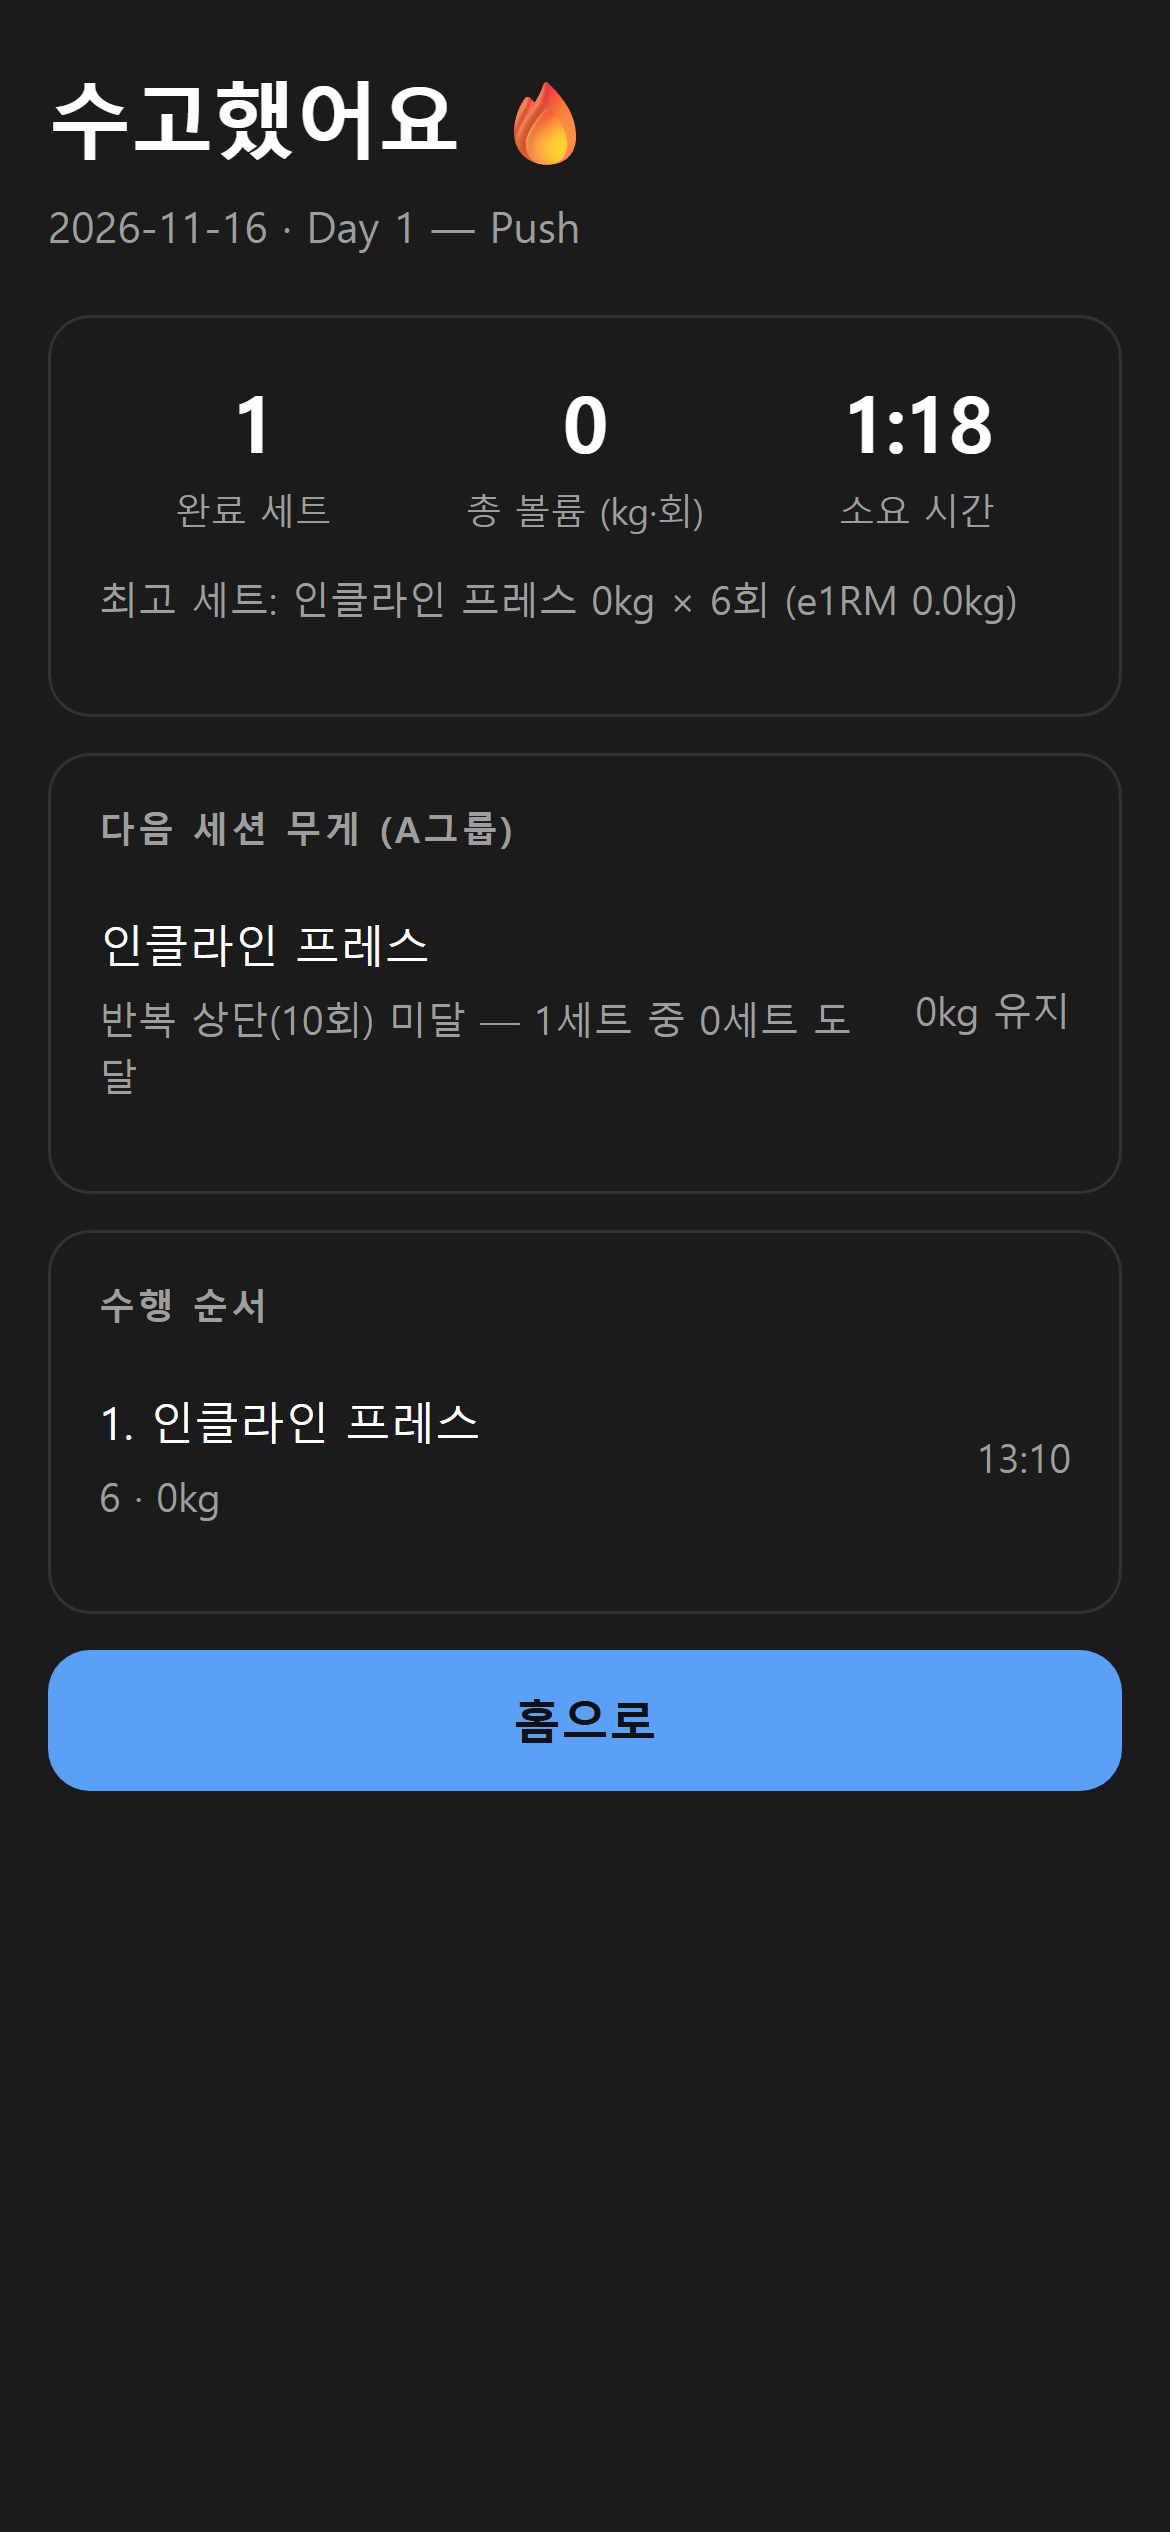 수고했어요 🔥
2026-11-16 · Day 1 — Push
1
0
1:18
완료 세트
총 볼륨 (kg·회)
소요 시간
최고 세트: 인클라인 프레스 0kg × 6회 (e1RM 0.0kg)
다음 세션 무게 (A그룹)
인클라인 프레스
반복 상단(10회) 미달 — 1세트 중 0세트 도
달
0kg 유지
수행 순서
1. 인클라인 프레스
6 · 0kg
13:10
홈으로